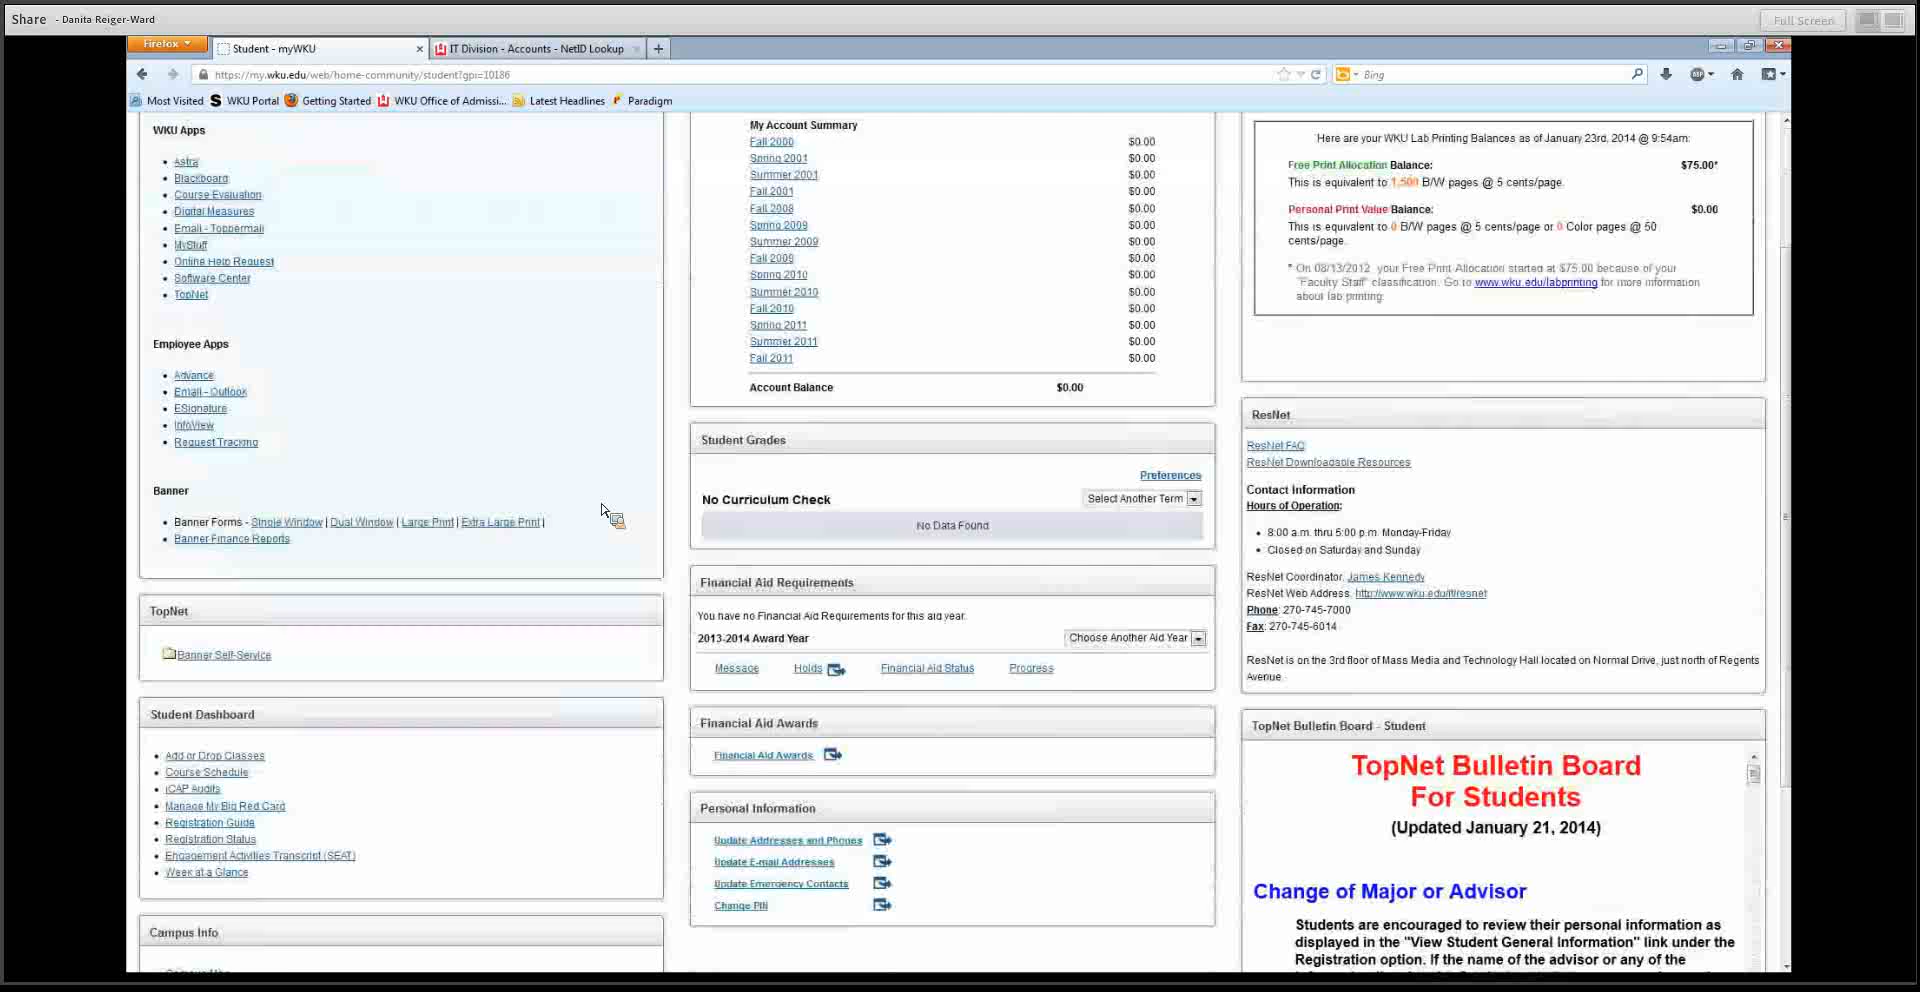 Share - Danita Reiger-Ward
Full Screen
Firefox
Student - myWKU
IT Division - Accounts - NetID Lookup
https://my.wku.edu/web/home-community/student?gpi=10186
Bing
Most Visited WKU Portal Getting Started WKU Office of Admissi... Latest Headlines Paradigm
WKU Apps
Astra
Blackboard
Course Evaluation
Digital Measures
Email - Toppermail
MyStuff
Online Help Request
Software Center
TopNet
Employee Apps
Advance
Email - Outlook
ESignature
InfoView
Request Tracking
Banner
Banner Forms - Single Window | Dual Window | Large Print | Extra Large Print |
Banner Finance Reports
TopNet
Banner Self-Service
Student Dashboard
Add or Drop Classes
Course Schedule
iCAP Audits
Manage My Big Red Card
Registration Guide
Registration Status
Engagement Activities Transcript (SEAT)
Week at a Glance
Campus Info
My Account Summary
Fall 2000 $0.00
Spring 2001 $0.00
Summer 2001 $0.00
Fall 2001 $0.00
Fall 2008 $0.00
Spring 2009 $0.00
Summer 2009 $0.00
Fall 2009 $0.00
Spring 2010 $0.00
Summer 2010 $0.00
Fall 2010 $0.00
Spring 2011 $0.00
Summer 2011 $0.00
Fall 2011 $0.00
Account Balance $0.00
Student Grades
Preferences
No Curriculum Check Select Another Term
No Data Found
Financial Aid Requirements
You have no Financial Aid Requirements for this aid year.
2013-2014 Award Year Choose Another Aid Year
Message Holds Financial Aid Status Progress
Financial Aid Awards
Financial Aid Awards
Personal Information
Update Addresses and Phones
Update E-mail Addresses
Update Emergency Contacts
Change PIN
Here are your WKU Lab Printing Balances as of January 23rd, 2014 @ 9:54am:
Free Print Allocation Balance: $75.00*
This is equivalent to 1,500 B/W pages @ 5 cents/page.
Personal Print Value Balance: $0.00
This is equivalent to 0 B/W pages @ 5 cents/page or 0 Color pages @ 50
cents/page.
* On 08/13/2012 your Free Print Allocation started at $75.00 because of your
"Faculty Staff" classification. Go to www.wku.edu/labprinting for more information
about lab printing.
ResNet
ResNet FAQ
ResNet Downloadable Resources
Contact Information
Hours of Operation:
8:00 a.m. thru 5:00 p.m. Monday-Friday
Closed on Saturday and Sunday
ResNet Coordinator. James Kennedy
ResNet Web Address. http://www.wku.edu/it/resnet
Phone: 270-745-7000
Fax: 270-745-6014
ResNet is on the 3rd floor of Mass Media and Technology Hall located on Normal Drive, just north of Regents
Avenue.
TopNet Bulletin Board - Student
TopNet Bulletin Board
For Students
(Updated January 21, 2014)
Change of Major or Advisor
Students are encouraged to review their personal information as
displayed in the "View Student General Information" link under the
Registration option. If the name of the advisor or any of the